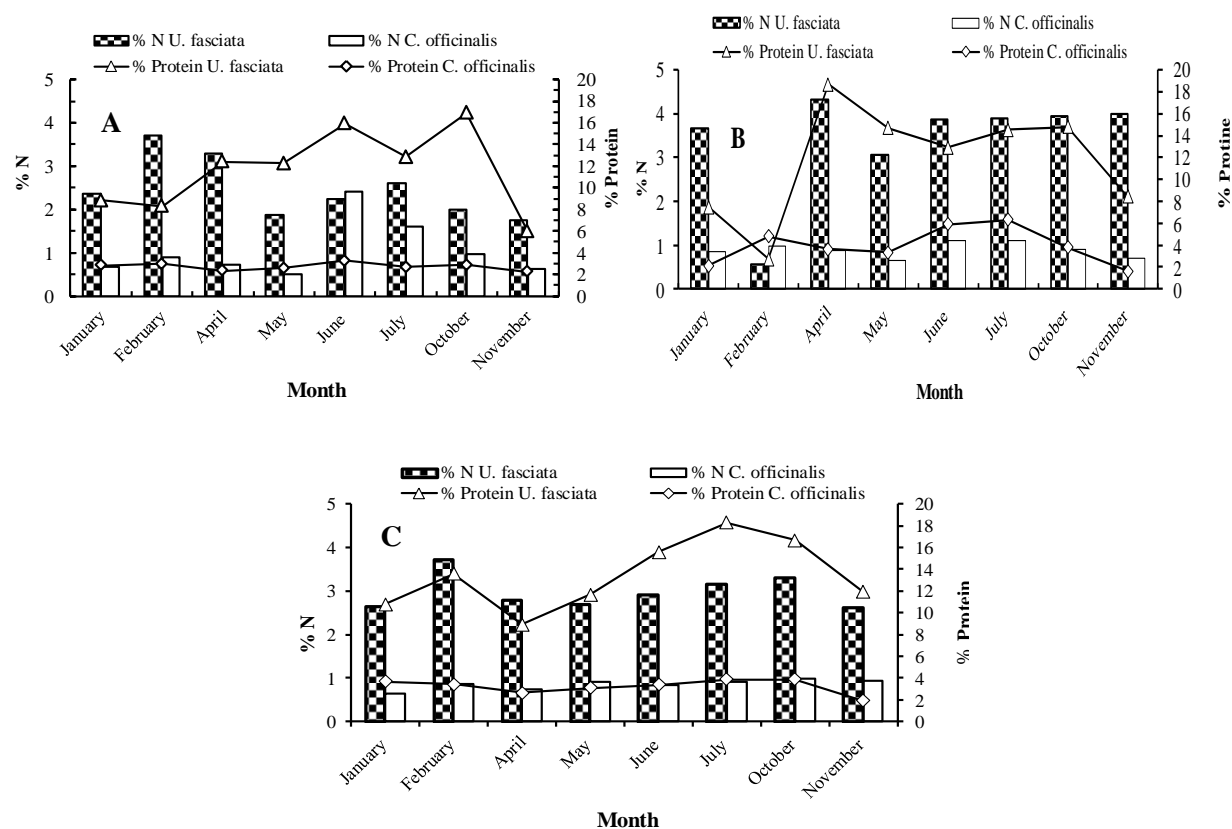 % N U. fasciata % N C. officinalis
% Protein U. fasciata % Protein C. officinalis
A
% N
5
4
3
2
1
0
% Protein
20
18
16
14
12
10
8
6
4
2
0
January February April May June July October November
Month
% N U. fasciata % N C. officinalis
% Protein U. fasciata % Protein C. officinalis
B
% N
5
4
3
2
1
0
% Protine
20
18
16
14
12
10
8
6
4
2
0
January February April May June July October November
Month
% N U. fasciata % N C. officinalis
% Protein U. fasciata % Protein C. officinalis
C
% N
5
4
3
2
1
0
% Protein
20
18
16
14
12
10
8
6
4
2
0
January February April May June July October November
Month